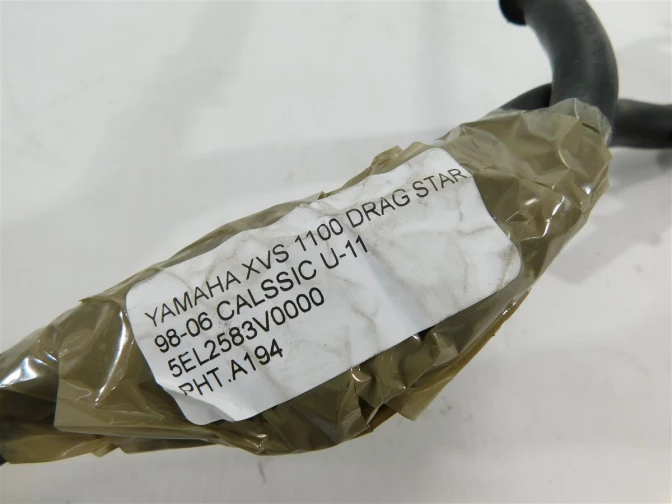 YAMAHA XVS 1100 DRAG STAR
98-06 CALSSIC U-11
5EL2583V0000
PHT.A194